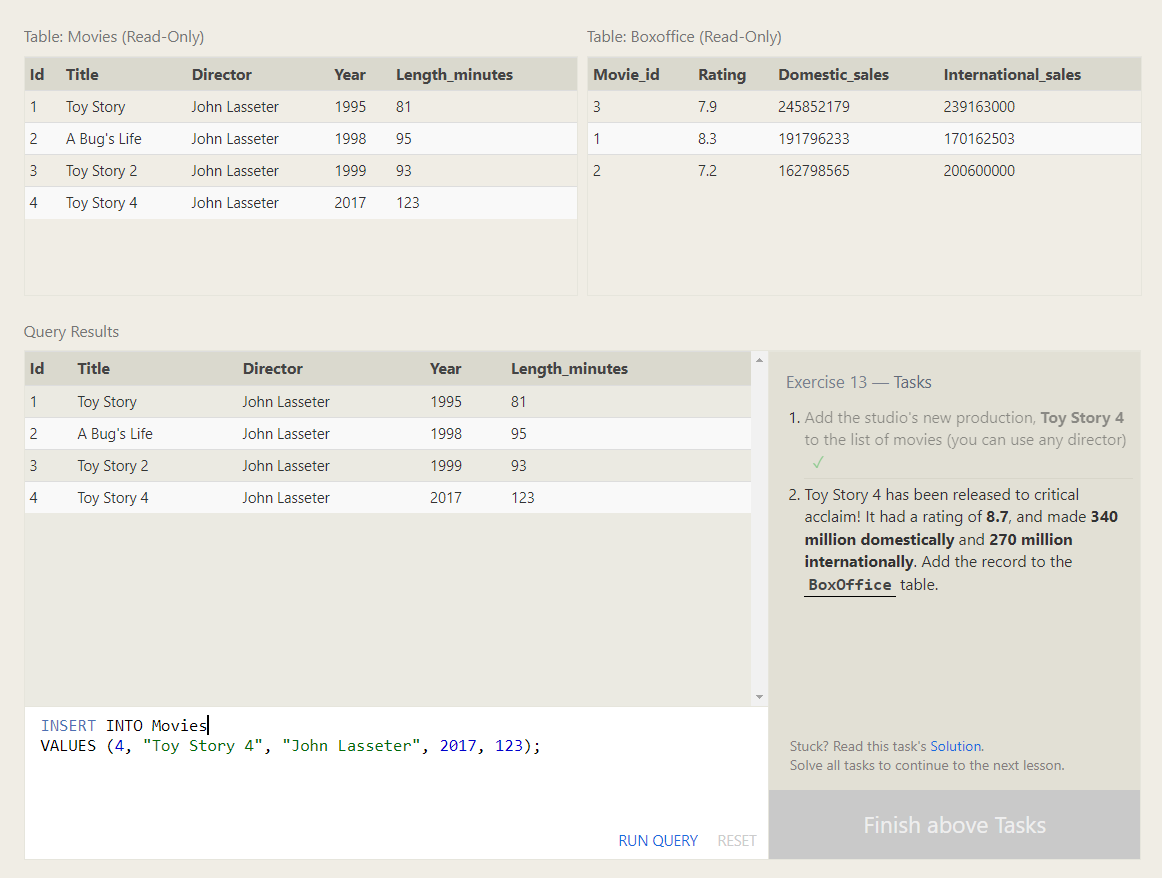 Table: Movies (Read-Only)
Id Title Director Year Length_minutes
1 Toy Story John Lasseter 1995 81
2 A Bug's Life John Lasseter 1998 95
3 Toy Story 2 John Lasseter 1999 93
4 Toy Story 4 John Lasseter 2017 123
Table: Boxoffice (Read-Only)
Movie_id Rating Domestic_sales International_sales
3 7.9 245852179 239163000
1 8.3 191796233 170162503
2 7.2 162798565 200600000
Query Results
Id Title Director Year Length_minutes
1 Toy Story John Lasseter 1995 81
2 A Bug's Life John Lasseter 1998 95
3 Toy Story 2 John Lasseter 1999 93
4 Toy Story 4 John Lasseter 2017 123
INSERT INTO Movies
VALUES (4, "Toy Story 4", "John Lasseter", 2017, 123);
RUN QUERY RESET
Exercise 13 — Tasks
1. Add the studio's new production, Toy Story 4
to the list of movies (you can use any director)
✓
2. Toy Story 4 has been released to critical
acclaim! It had a rating of 8.7, and made 340
million domestically and 270 million
internationally. Add the record to the
BoxOffice table.
Stuck? Read this task's Solution.
Solve all tasks to continue to the next lesson.
Finish above Tasks